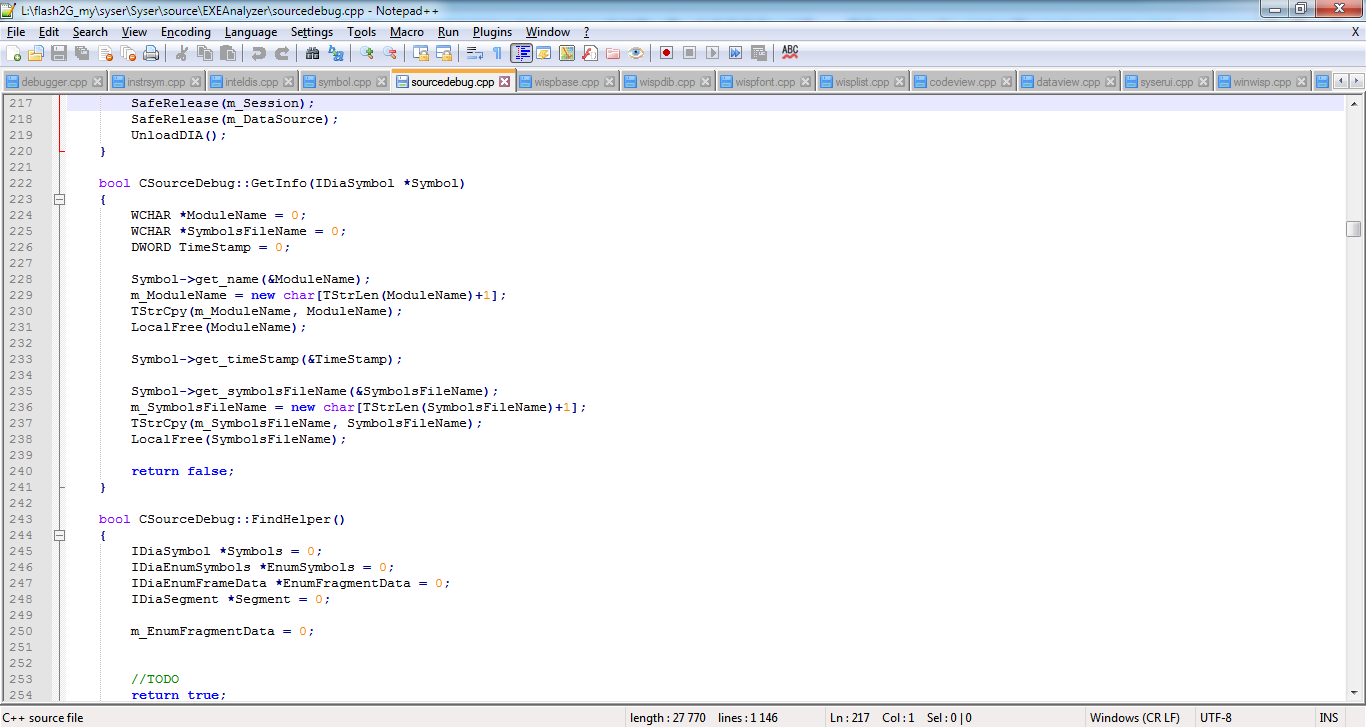 L:\flash2G_my\syser\Syser\source\EXEAnalyzer\sourcedebug.cpp - Notepad++
File Edit Search View Encoding Language Settings Tools Macro Run Plugins Window ? X
ABC
debugger.cpp instrsym.cpp inteldis.cpp symbol.cpp sourcedebug.cpp wispbase.cpp wispdib.cpp wispfont.cpp wisplist.cpp codeview.cpp dataview.cpp syserui.cpp winwisp.cpp
217 SafeRelease(m_Session);
218 SafeRelease(m_DataSource);
219 UnloadDIA();
220 }
221
222 bool CSourceDebug::GetInfo(IDiaSymbol *Symbol)
223 {
224 WCHAR *ModuleName = 0;
225 WCHAR *SymbolsFileName = 0;
226 DWORD TimeStamp = 0;
227
228 Symbol->get_name(&ModuleName);
229 m_ModuleName = new char[TStrLen(ModuleName)+1];
230 TStrCpy(m_ModuleName, ModuleName);
231 LocalFree(ModuleName);
232
233 Symbol->get_timeStamp(&TimeStamp);
234
235 Symbol->get_symbolsFileName(&SymbolsFileName);
236 m_SymbolsFileName = new char[TStrLen(SymbolsFileName)+1];
237 TStrCpy(m_SymbolsFileName, SymbolsFileName);
238 LocalFree(SymbolsFileName);
239
240 return false;
241 }
242
243 bool CSourceDebug::FindHelper()
244 {
245 IDiaSymbol *Symbols = 0;
246 IDiaEnumSymbols *EnumSymbols = 0;
247 IDiaEnumFrameData *EnumFragmentData = 0;
248 IDiaSegment *Segment = 0;
249
250 m_EnumFragmentData = 0;
251
252
253 //TODO
254 return true;
C++ source file length : 27 770 lines : 1 146 Ln : 217 Col : 1 Sel : 0 | 0 Windows (CR LF) UTF-8 INS